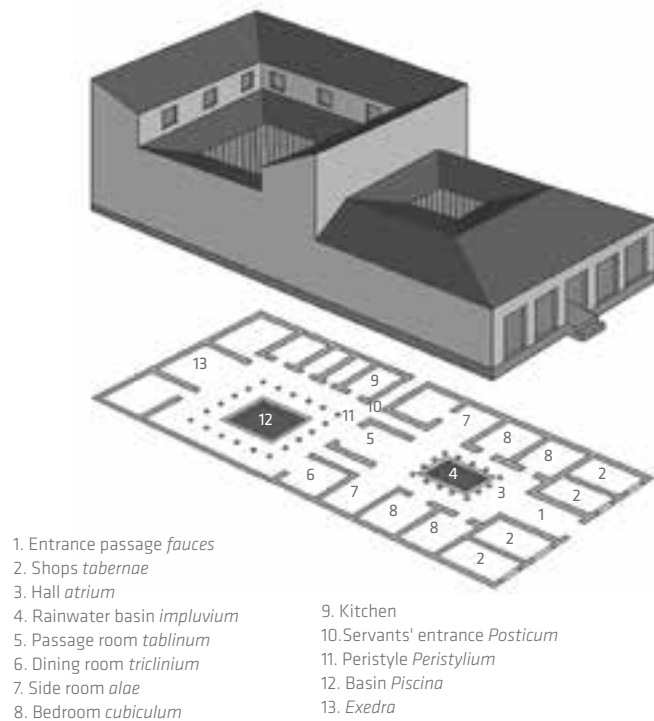 13
9
12
11
10
7
5
8
8
4
2
6
3
2
7
1
8
2
8
2
1. Entrance passage fauces
2. Shops tabernae
3. Hall atrium
4. Rainwater basin impluvium
5. Passage room tablinum
6. Dining room triclinium
7. Side room alae
8. Bedroom cubiculum
9. Kitchen
10.Servants' entrance Posticum
11. Peristyle Peristylium
12. Basin Piscina
13. Exedra